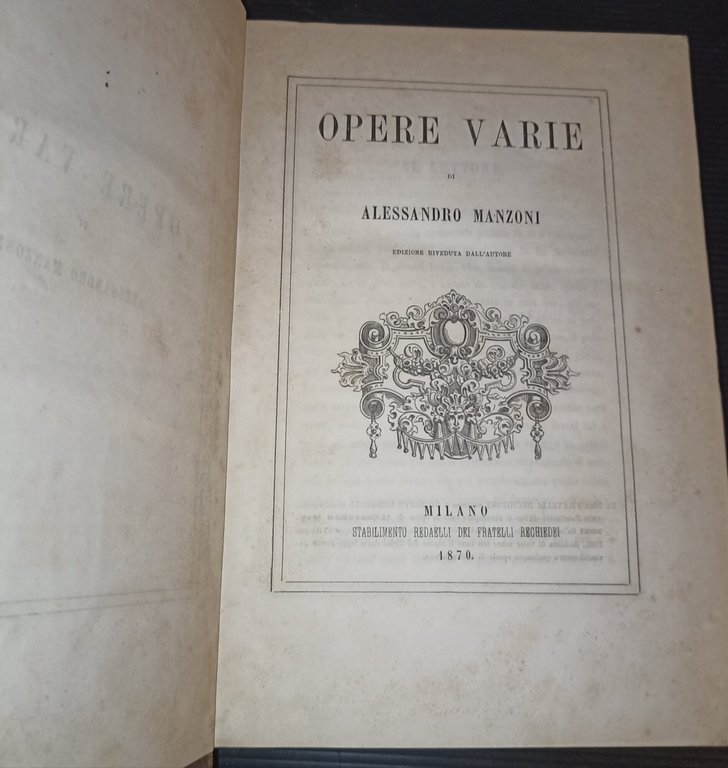 OPERE VARIE
DI
ALESSANDRO MANZONI
EDIZIONE RIVEDUTA DALL'AUTORE
MILANO
STABILIMENTO REDAELLI DEI FRATELLI RECHIEDEI
1870.